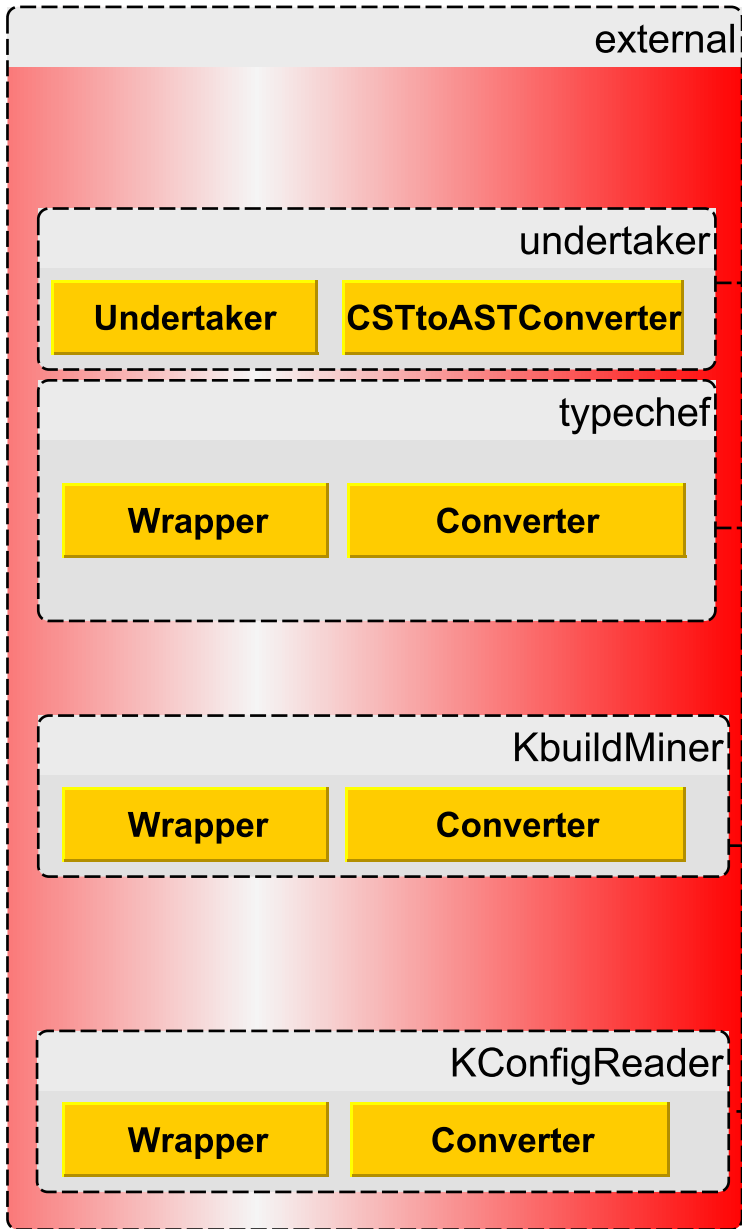 external
undertaker
Undertaker CSTtoASTConverter
typechef
Wrapper Converter
KbuildMiner
Wrapper Converter
KConfigReader
Wrapper Converter